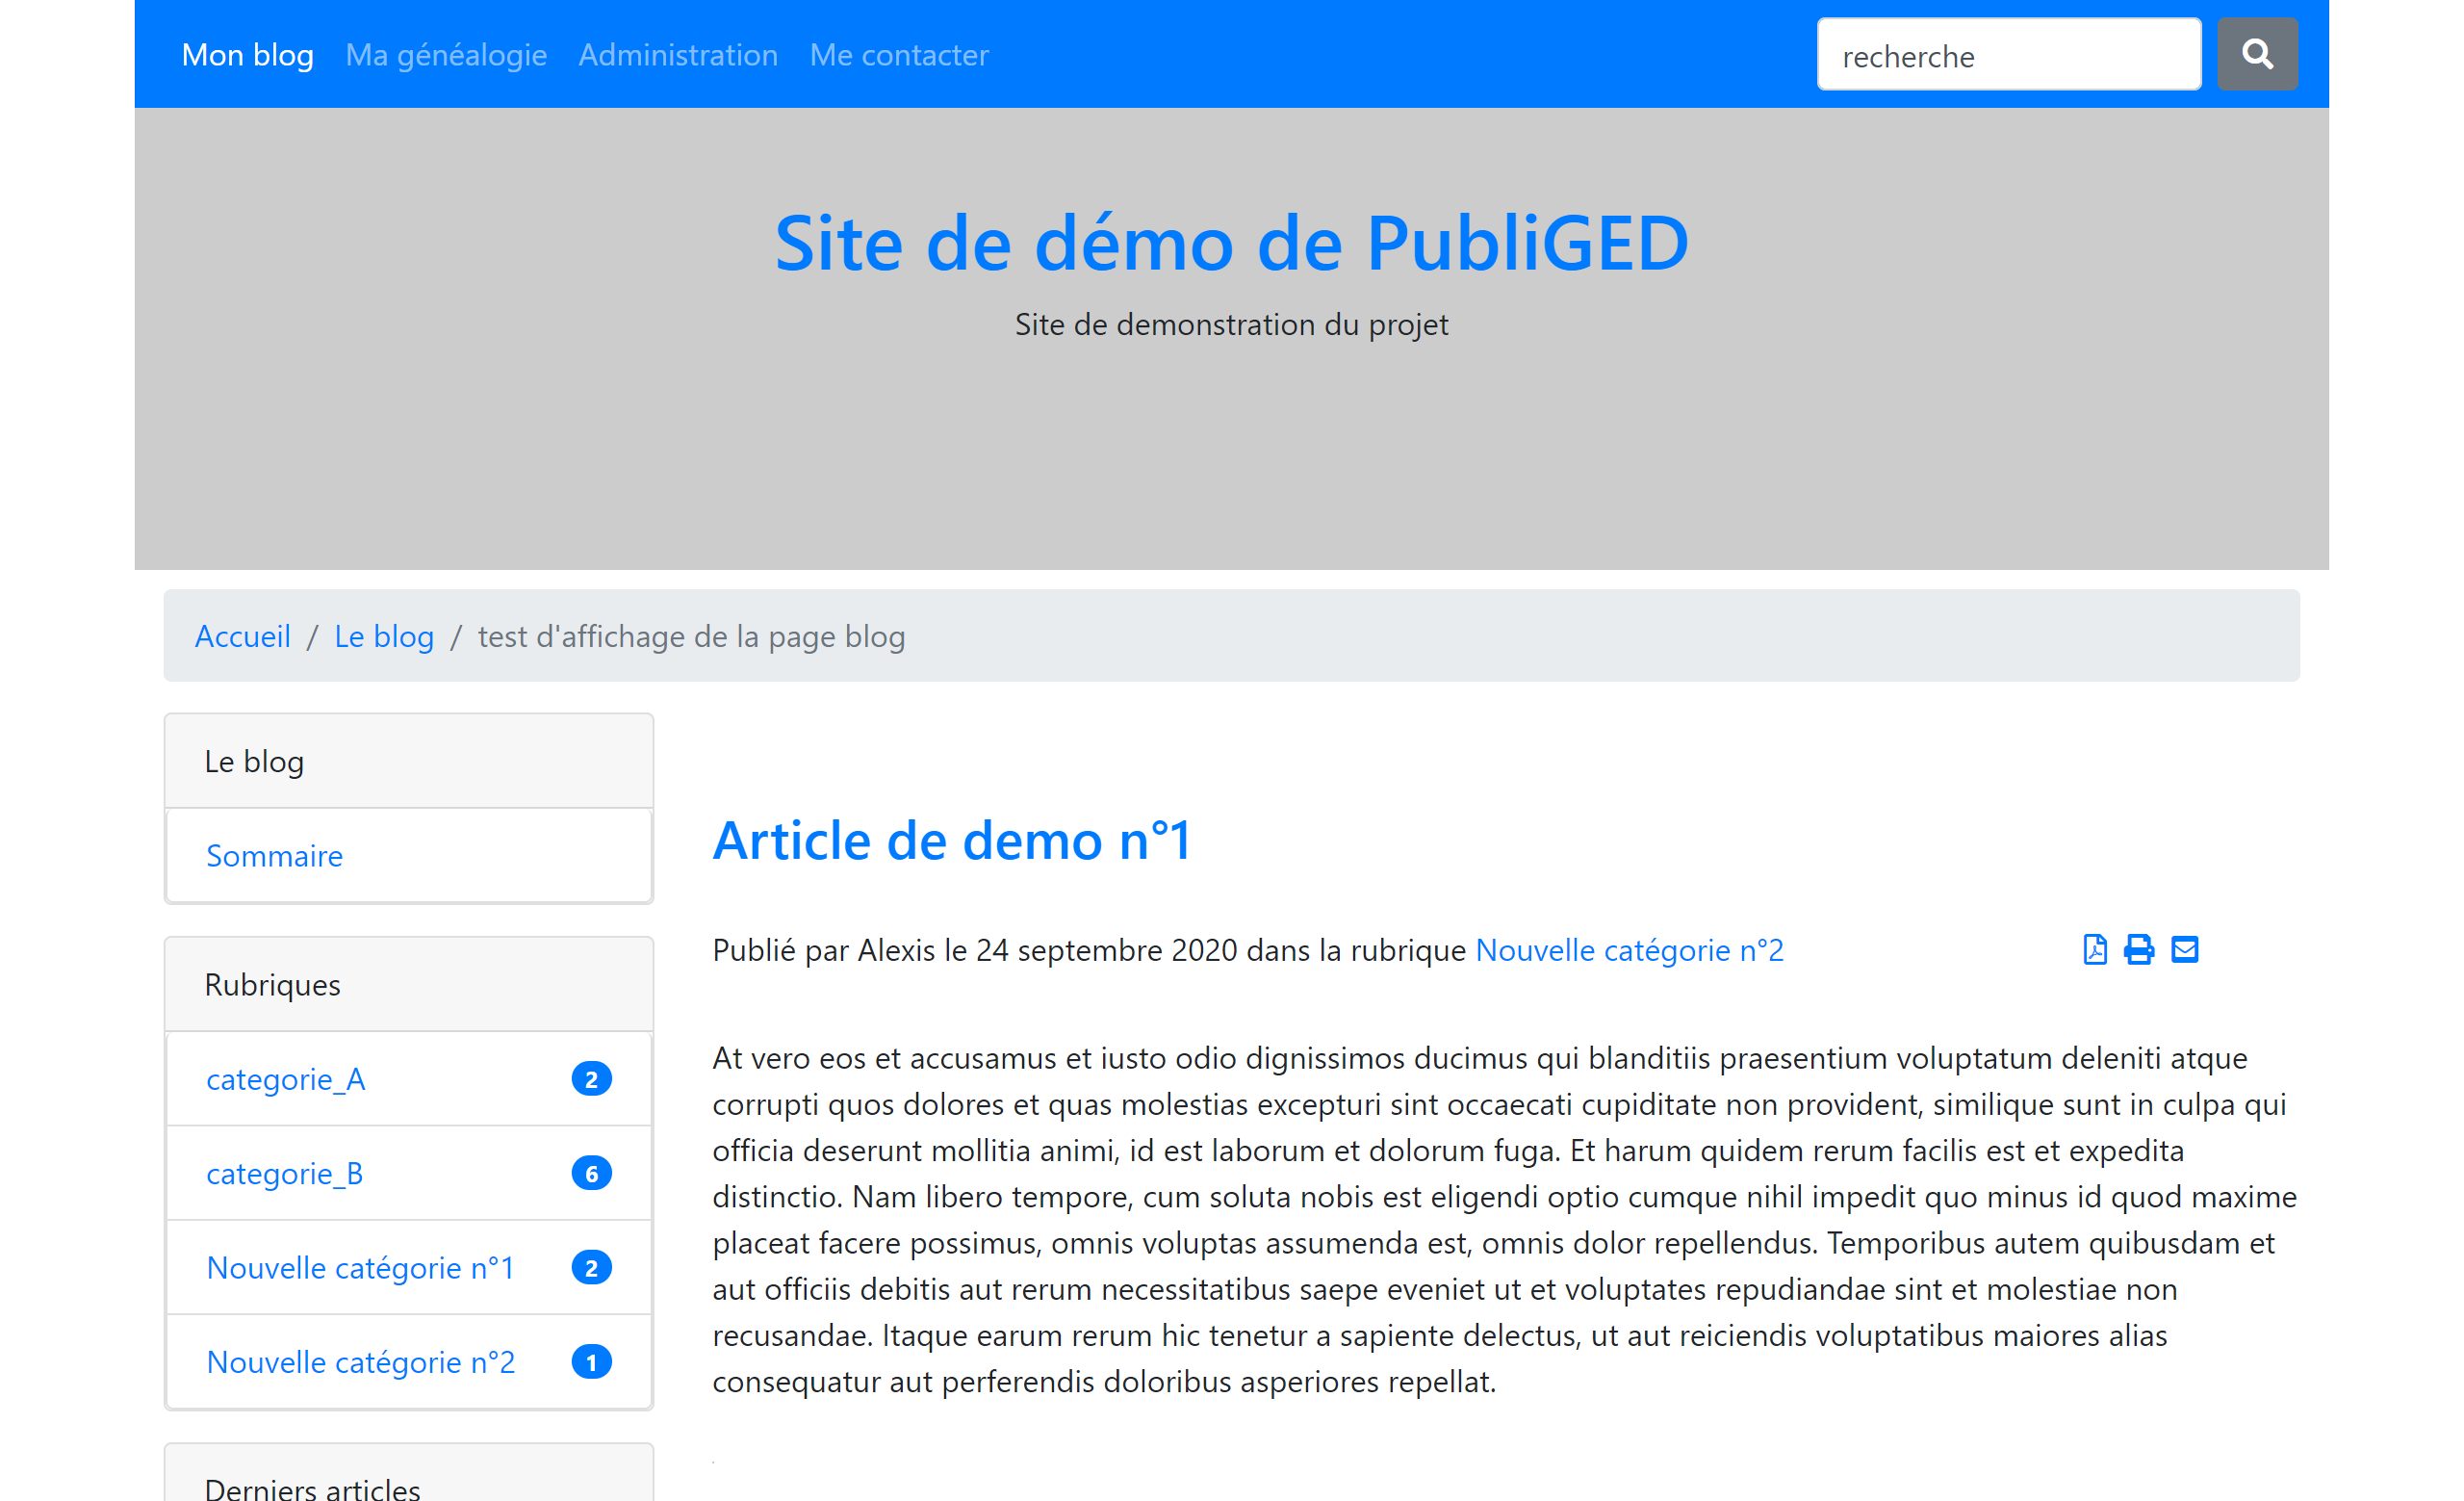 Mon blog Ma généalogie Administration Me contacter recherche
Site de démo de PubliGED
Site de demonstration du projet
Accueil / Le blog / test d'affichage de la page blog
Le blog
Sommaire
Rubriques
categorie_A 2
categorie_B 6
Nouvelle catégorie n°1 2
Nouvelle catégorie n°2 1
Derniers articles
Article de demo n°1
Publié par Alexis le 24 septembre 2020 dans la rubrique Nouvelle catégorie n°2
At vero eos et accusamus et iusto odio dignissimos ducimus qui blanditiis praesentium voluptatum deleniti atque
corrupti quos dolores et quas molestias excepturi sint occaecati cupiditate non provident, similique sunt in culpa qui
officia deserunt mollitia animi, id est laborum et dolorum fuga. Et harum quidem rerum facilis est et expedita
distinctio. Nam libero tempore, cum soluta nobis est eligendi optio cumque nihil impedit quo minus id quod maxime
placeat facere possimus, omnis voluptas assumenda est, omnis dolor repellendus. Temporibus autem quibusdam et
aut officiis debitis aut rerum necessitatibus saepe eveniet ut et voluptates repudiandae sint et molestiae non
recusandae. Itaque earum rerum hic tenetur a sapiente delectus, ut aut reiciendis voluptatibus maiores alias
consequatur aut perferendis doloribus asperiores repellat.